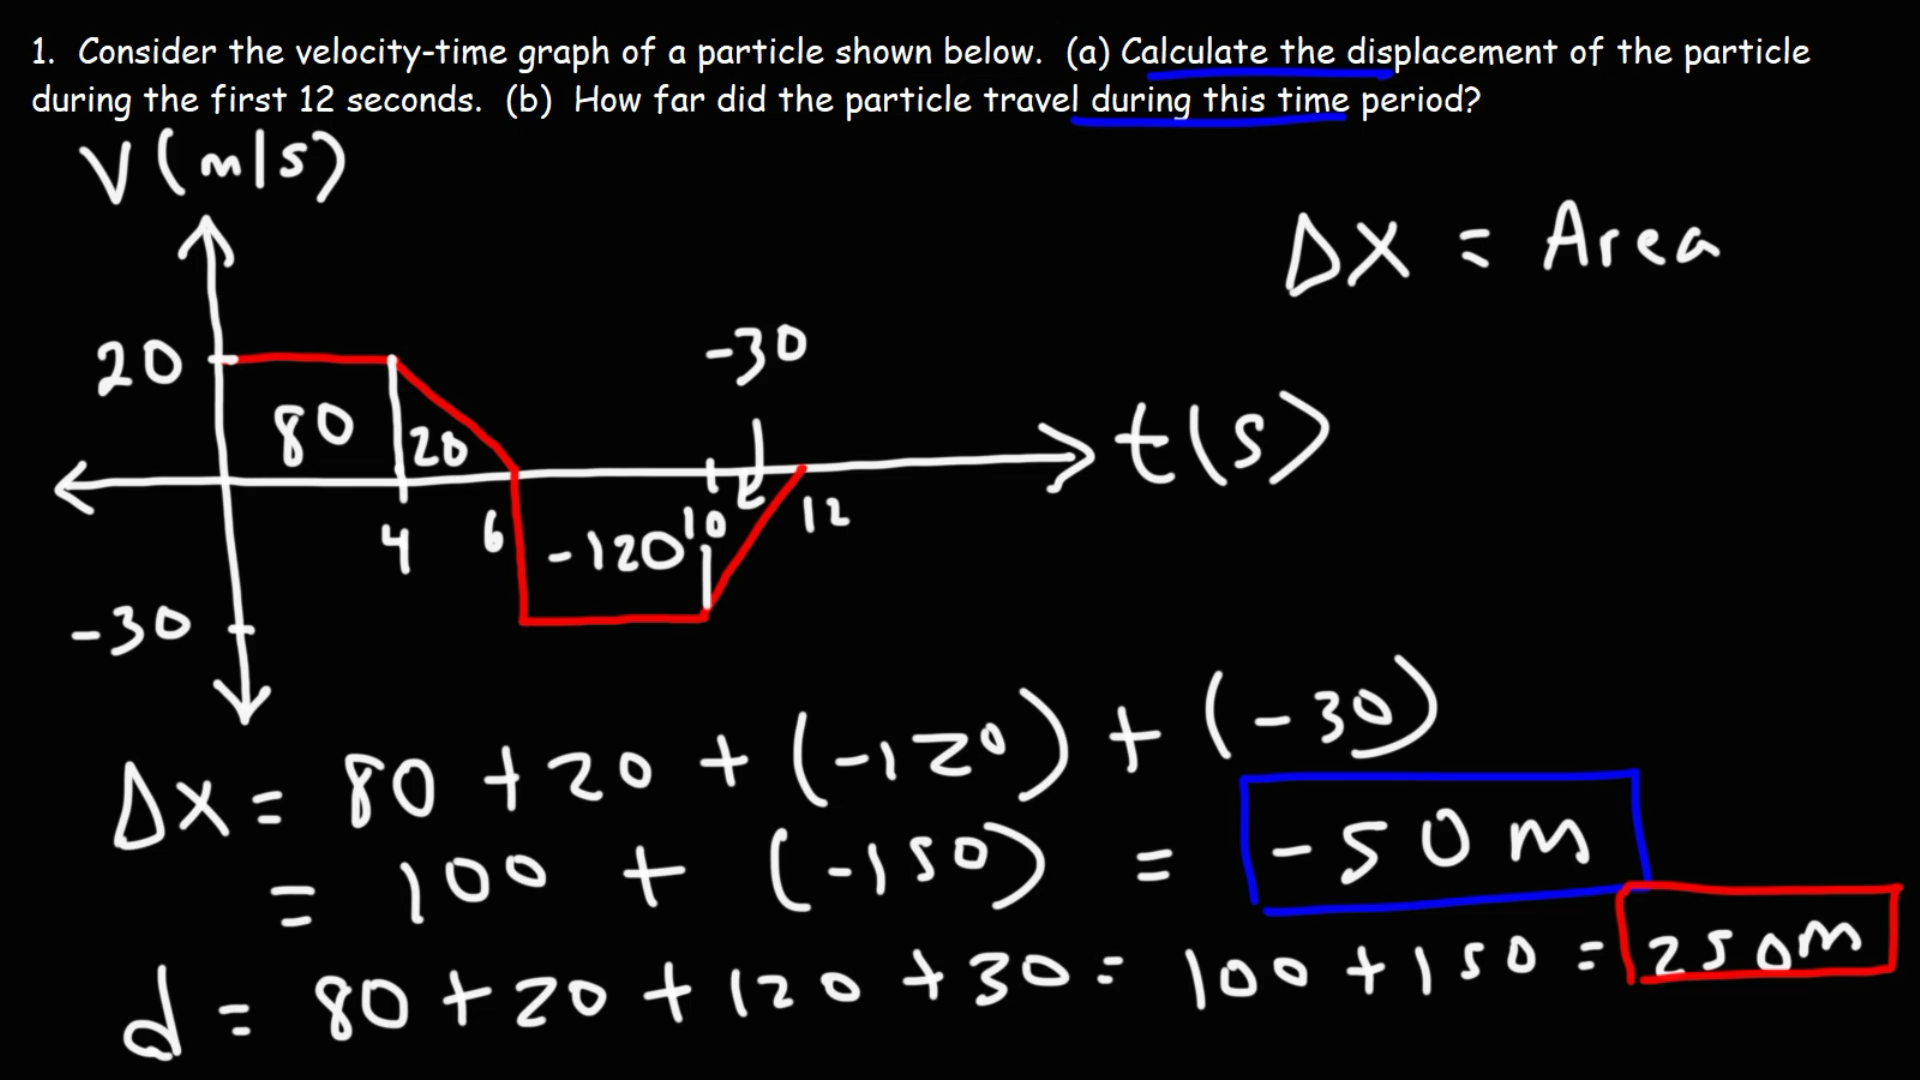 1. Consider the velocity-time graph of a particle shown below. (a) Calculate the displacement of the particle
during the first 12 seconds. (b) How far did the particle travel during this time period?
V(m/s)
Δx = Area
20
-30
80
20
t(s)
4
6
-120
10
12
-30
Δx = 80 + 20 + (-120) + (-30)
= 100 + (-150) = -50m
d = 80 + 20 + 120 + 30 = 100 + 150 = 250m